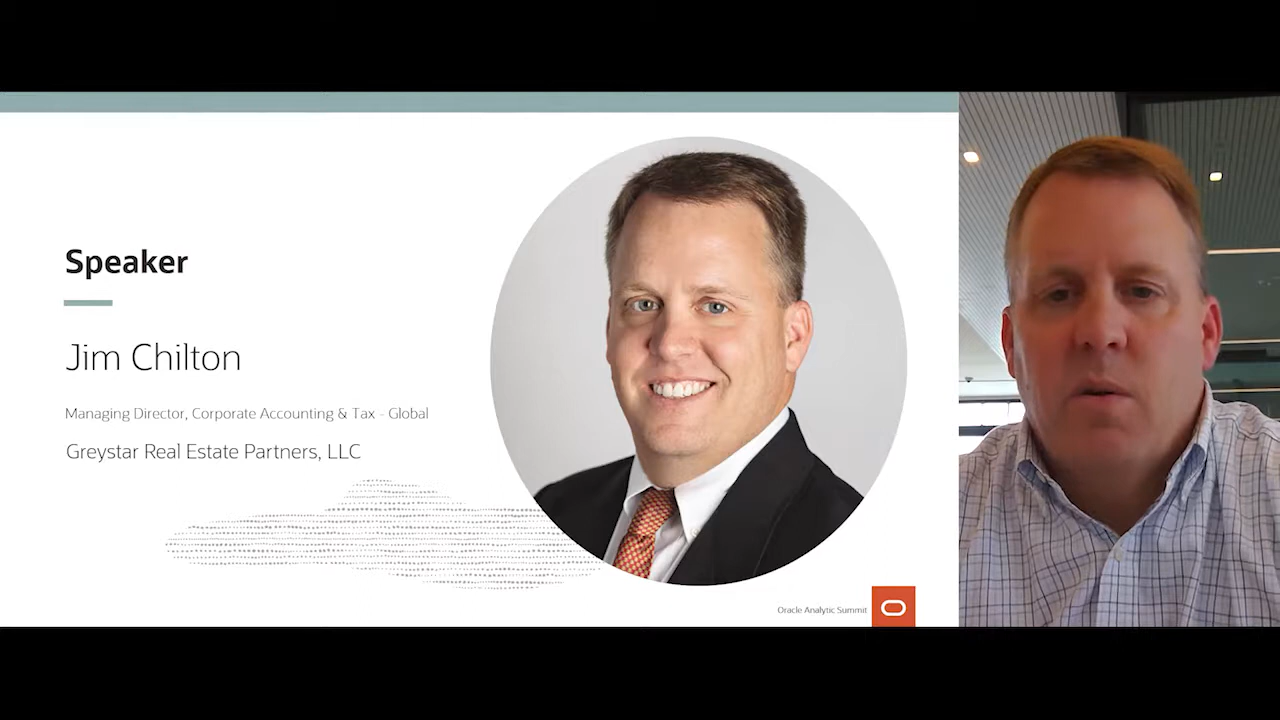 Speaker
Jim Chilton
Managing Director, Corporate Accounting & Tax - Global
Greystar Real Estate Partners, LLC
Oracle Analytic Summit